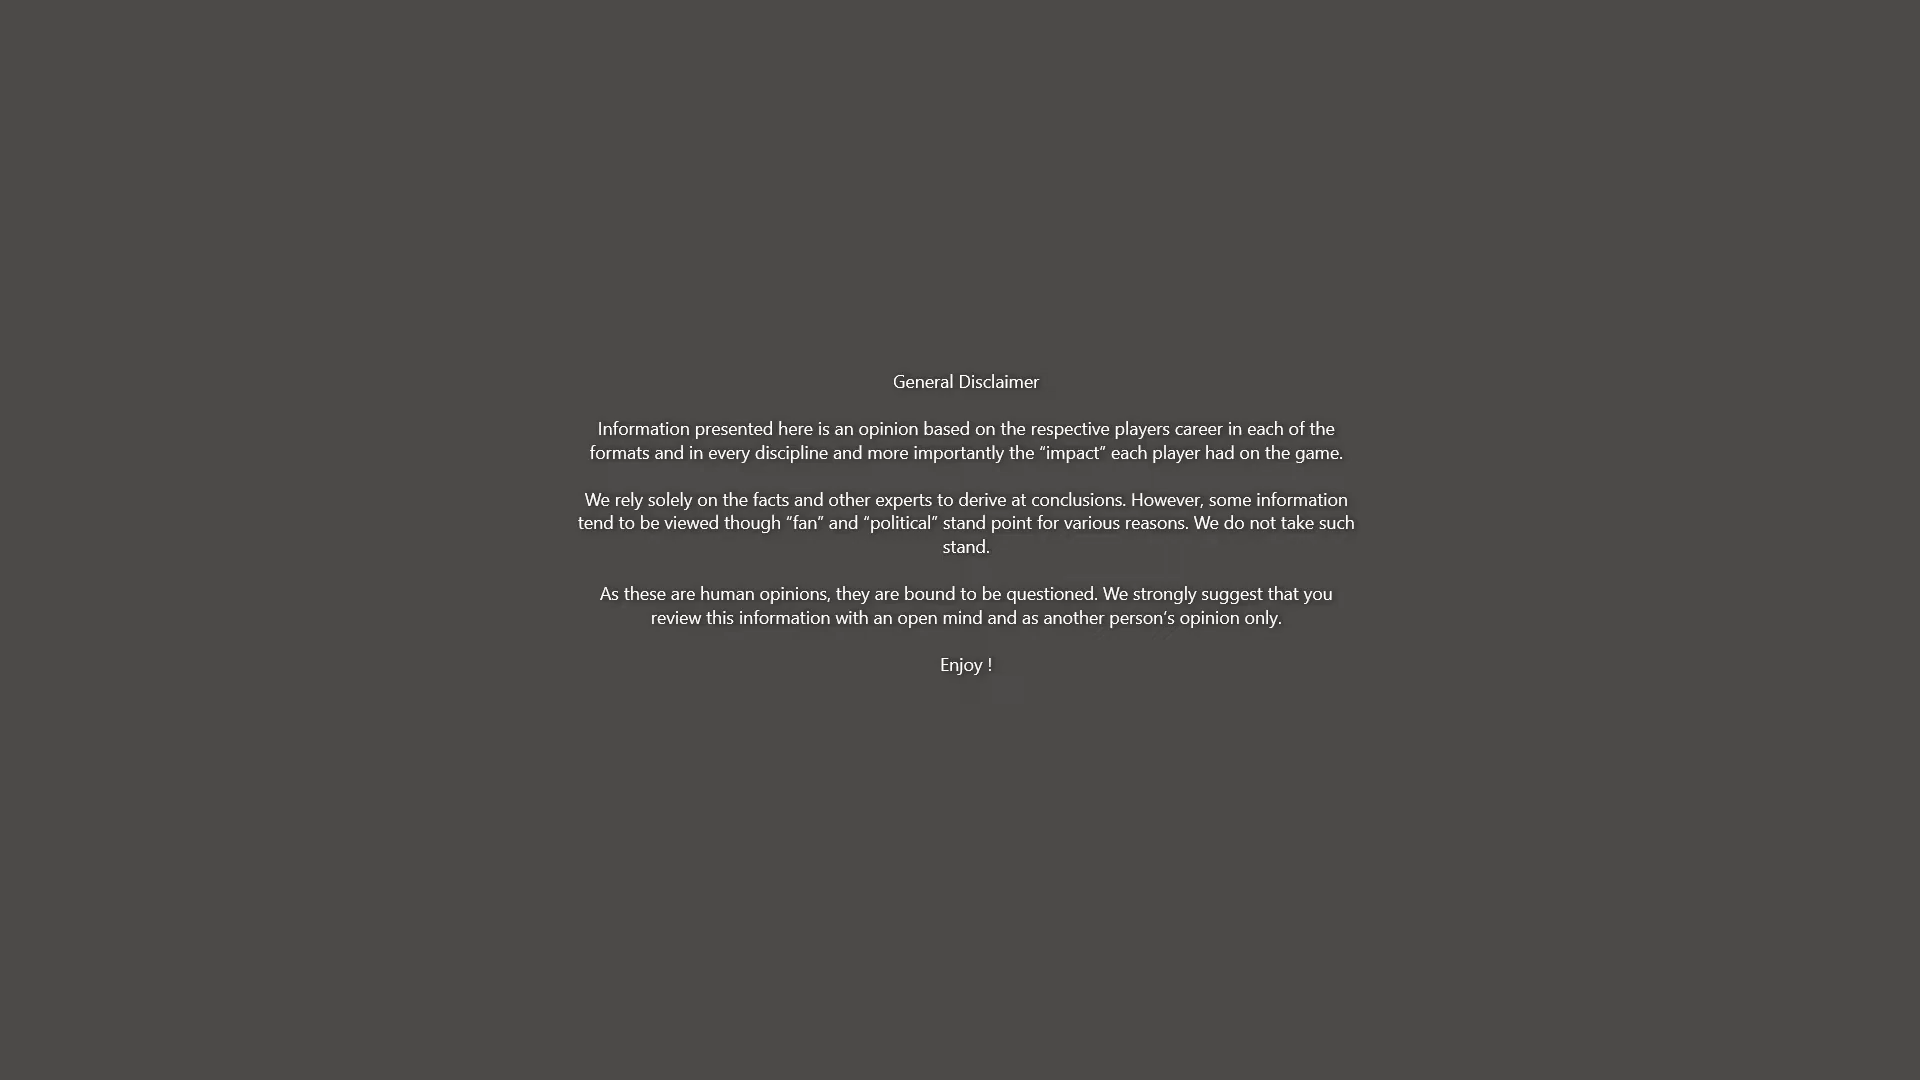 General Disclaimer
Information presented here is an opinion based on the respective players career in each of the
formats and in every discipline and more importantly the “impact” each player had on the game.
We rely solely on the facts and other experts to derive at conclusions. However, some information
tend to be viewed though “fan” and “political” stand point for various reasons. We do not take such
stand.
As these are human opinions, they are bound to be questioned. We strongly suggest that you
review this information with an open mind and as another person’s opinion only.
Enjoy !